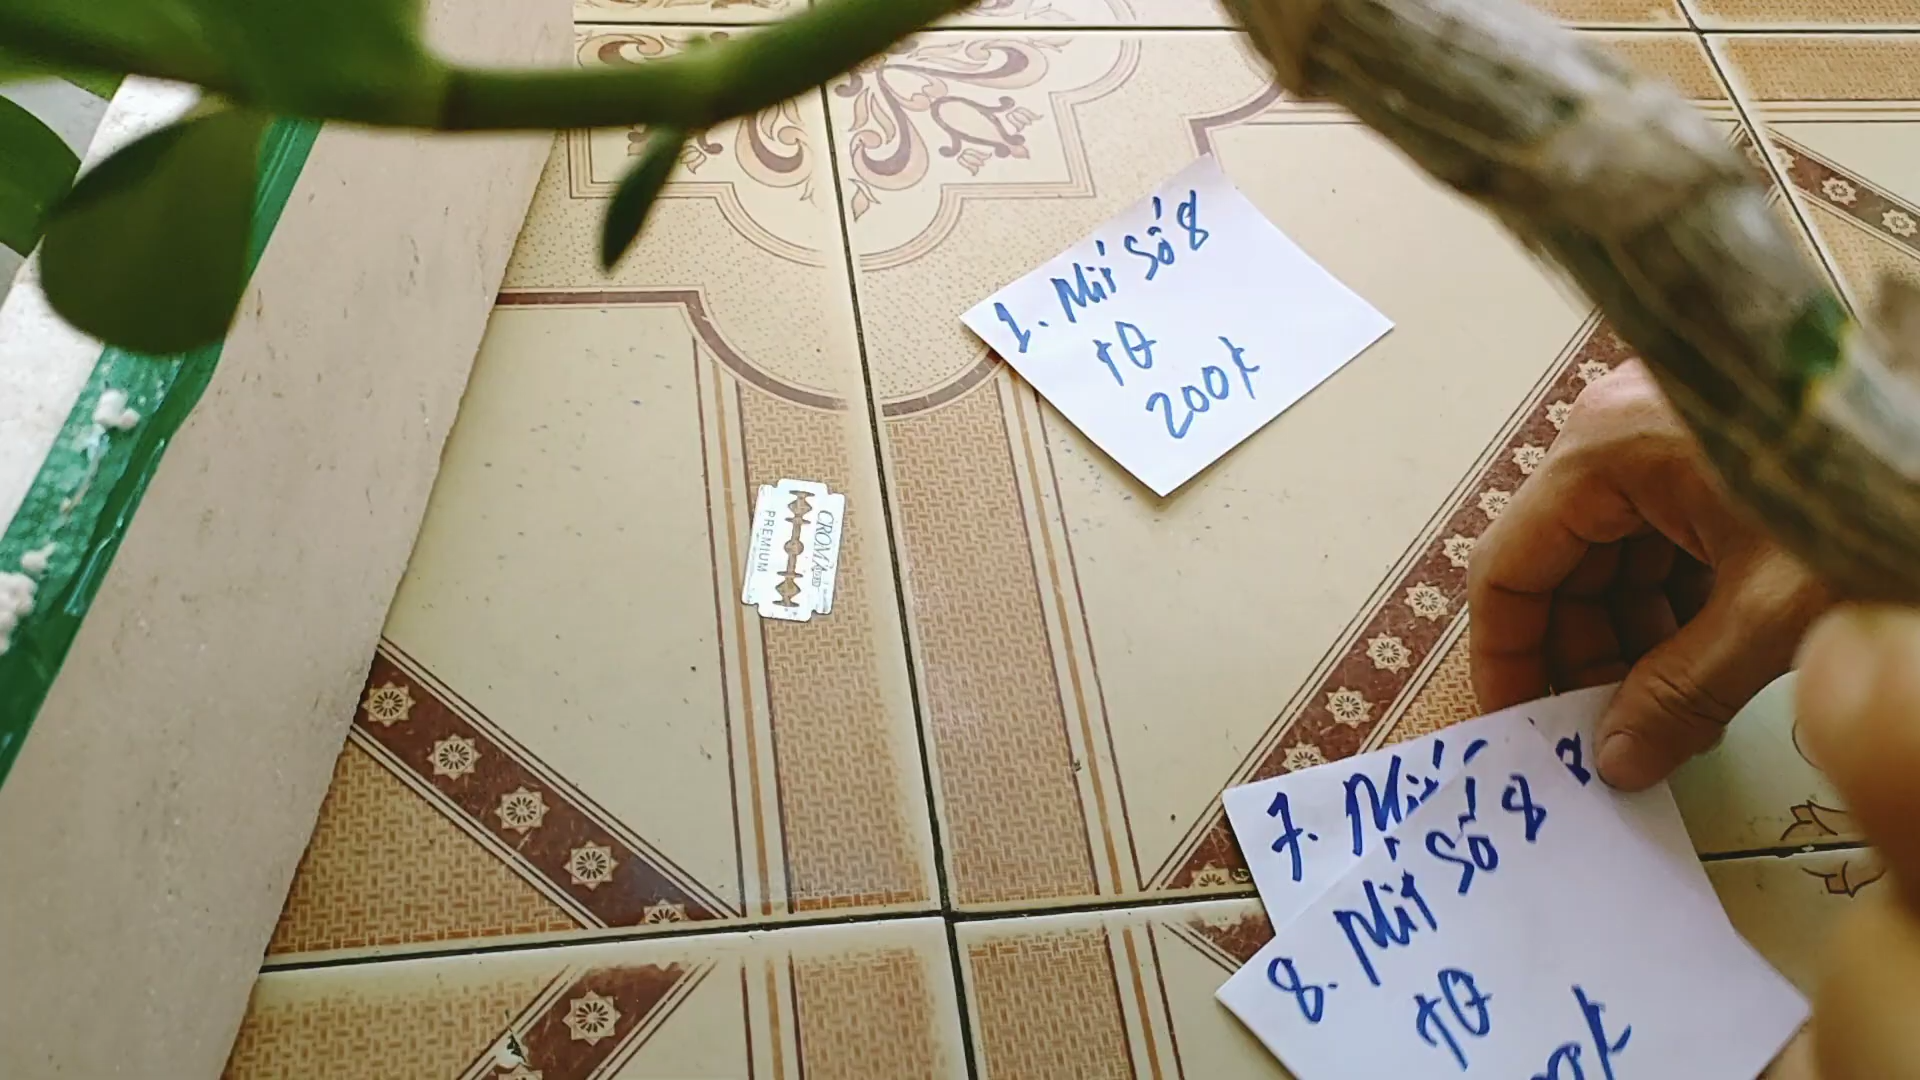 1. Mít Số 8
TQ
200k
CROMA
PREMIUM
7. Mít
8. Mít Số 8
TQ